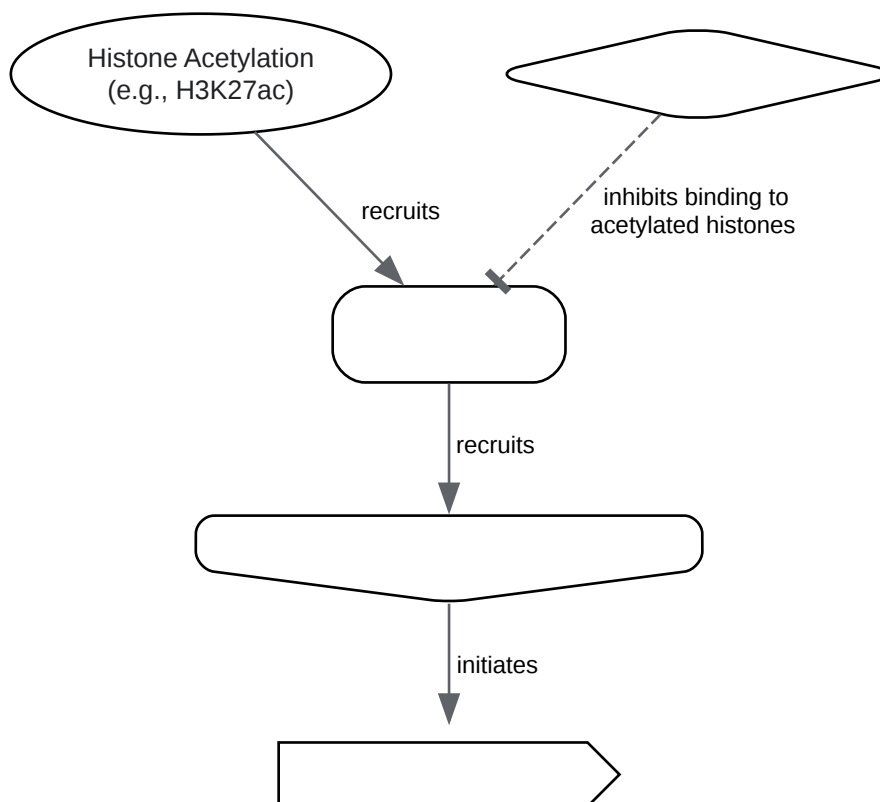 Histone Acetylation
(e.g., H3K27ac)
recruits
inhibits binding to
acetylated histones
recruits
initiates